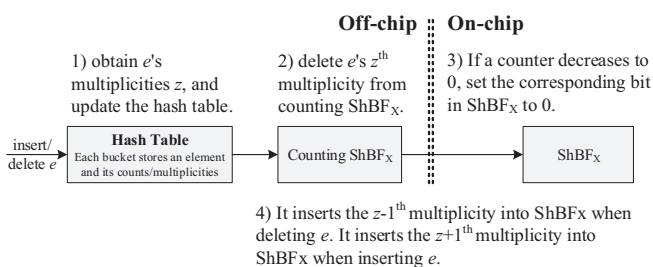 Off-chip
On-chip
1) obtain e's
multiplicities z, and
update the hash table.
2) delete e's zth
multiplicity from
counting ShBFX.
3) If a counter decreases to
0, set the corresponding bit
in ShBFX to 0.
insert/
delete e
Hash Table
Each bucket stores an element
and its counts/multiplicities
Counting ShBFX
ShBFX
4) It inserts the z-1th multiplicity into ShBFx when
deleting e. It inserts the z+1th multiplicity into
ShBFx when inserting e.